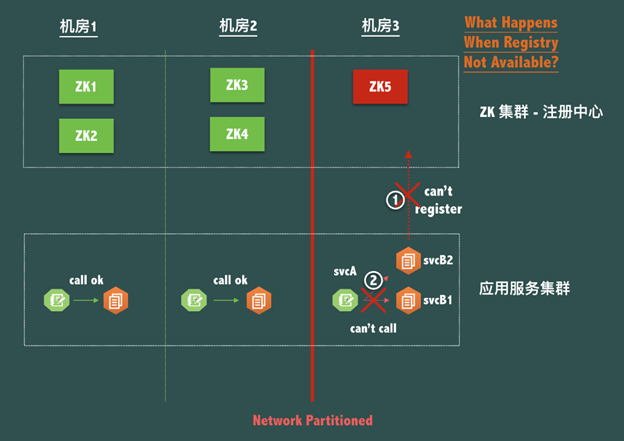 机房1
机房2
机房3
What Happens
When Registry
Not Available?
ZK1
ZK3
ZK5
ZK2
ZK4
ZK 集群 - 注册中心
1
can't
register
call ok
call ok
svcA
2
svcB2
svcB1
can't call
应用服务集群
Network Partitioned